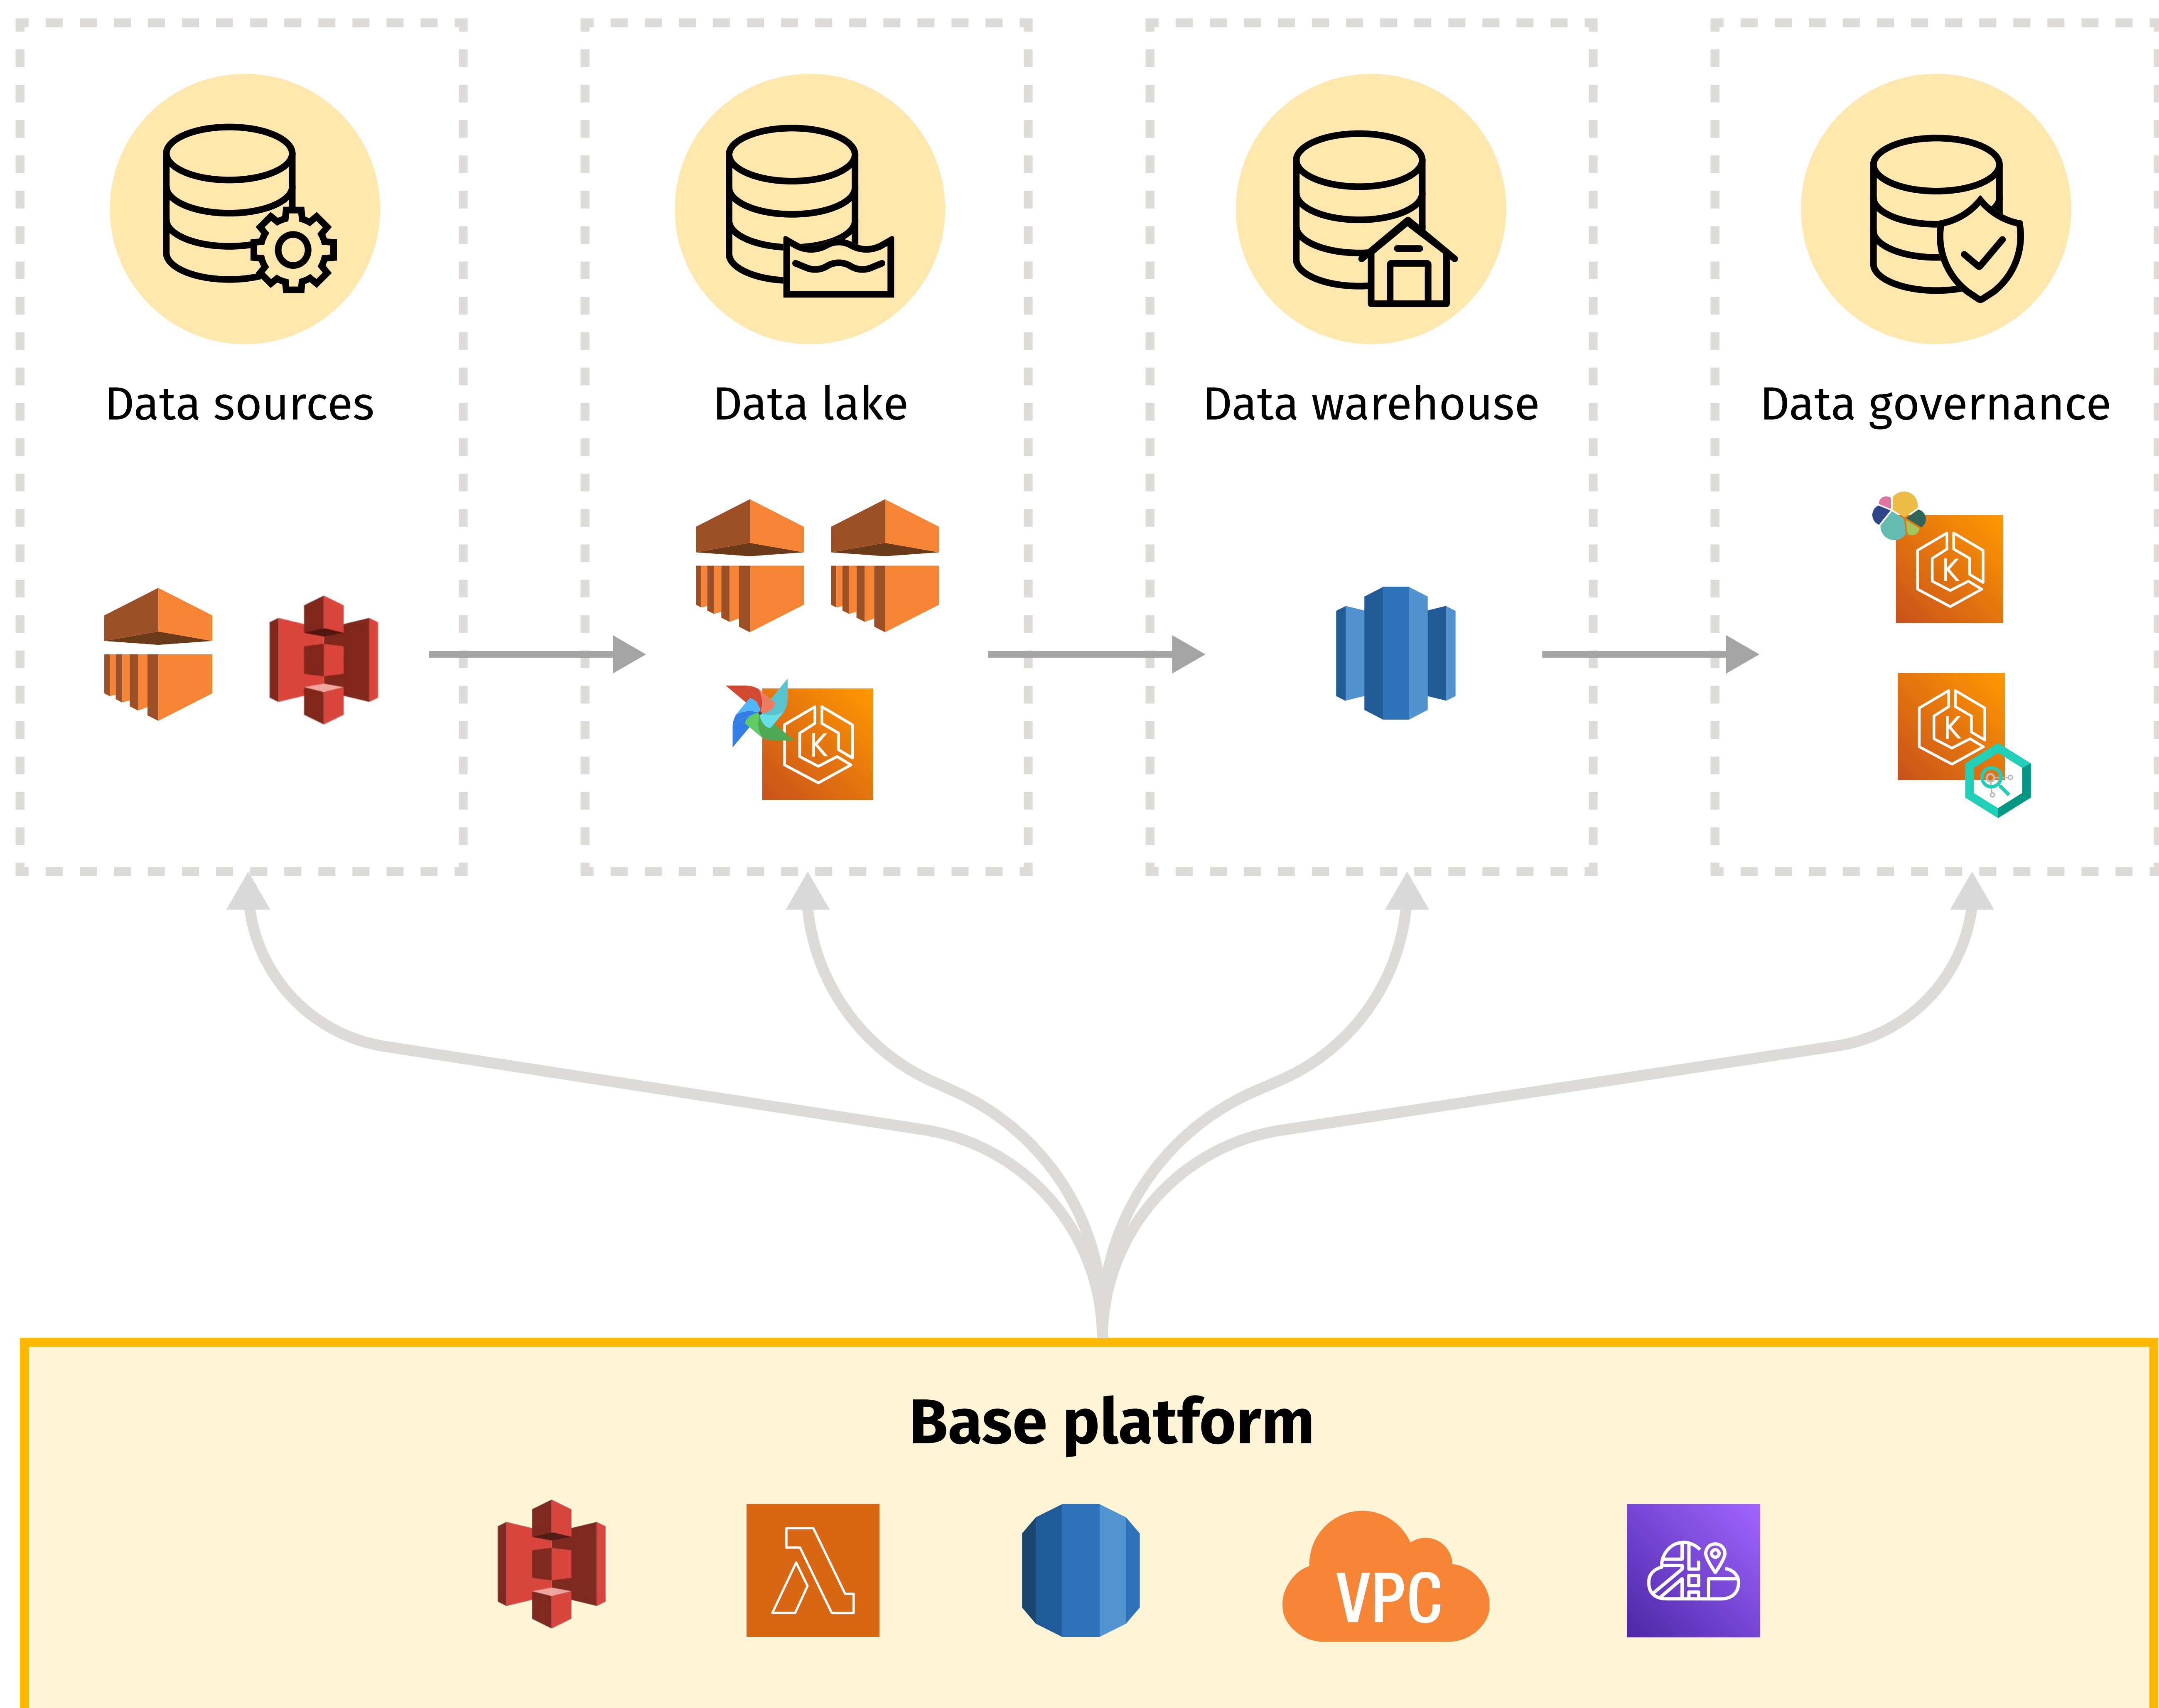 Data sources
Data lake
Data warehouse
Data governance
K
K
K
Base platform
VPC